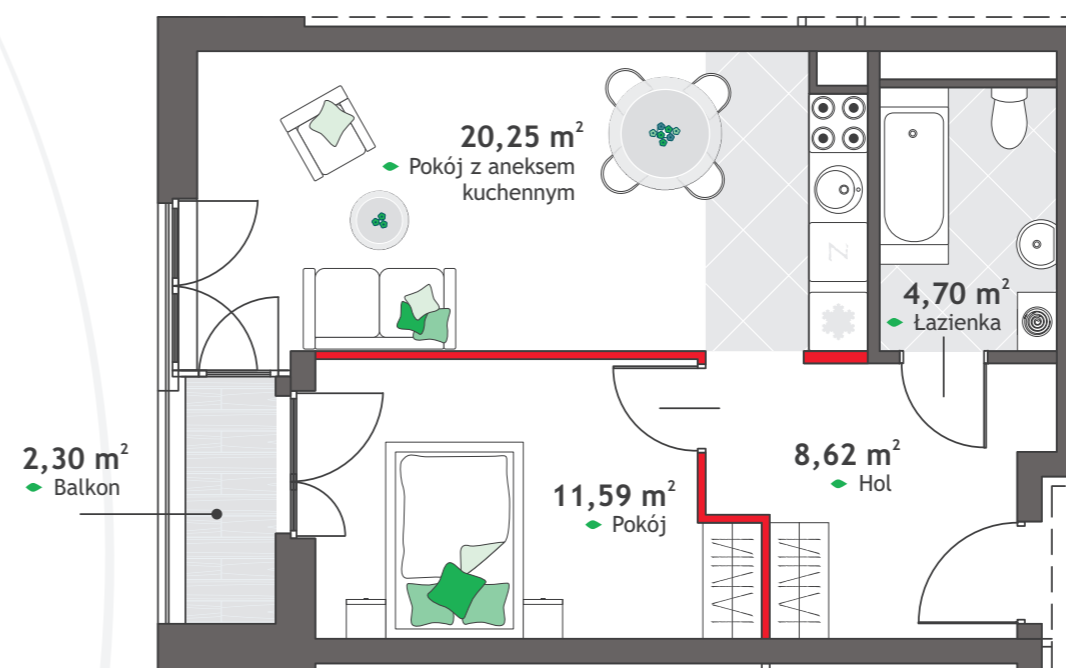 20,25 m²
Pokój z aneksem
kuchennym
4,70 m²
Łazienka
2,30 m²
Balkon
8,62 m²
Hol
11,59 m²
Pokój
Z